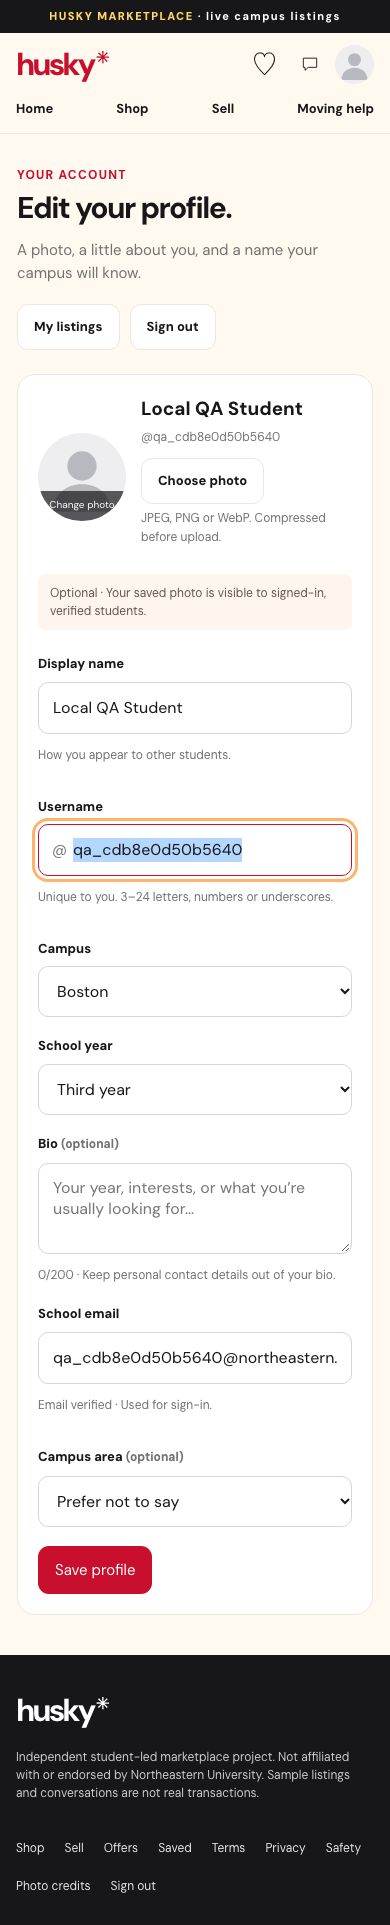 HUSKY MARKETPLACE · live campus listings
husky*
Home Shop Sell Moving help
YOUR ACCOUNT
Edit your profile.
A photo, a little about you, and a name your
campus will know.
My listings Sign out
Local QA Student
@qa_cdb8e0d50b5640
Change photo
Choose photo
JPEG, PNG or WebP. Compressed
before upload.
Optional · Your saved photo is visible to signed-in,
verified students.
Display name
Local QA Student
How you appear to other students.
Username
@ qa_cdb8e0d50b5640
Unique to you. 3–24 letters, numbers or underscores.
Campus
Boston
School year
Third year
Bio (optional)
Your year, interests, or what you’re
usually looking for…
0/200 · Keep personal contact details out of your bio.
School email
qa_cdb8e0d50b5640@northeastern.
Email verified · Used for sign-in.
Campus area (optional)
Prefer not to say
Save profile
husky*
Independent student-led marketplace project. Not affiliated
with or endorsed by Northeastern University. Sample listings
and conversations are not real transactions.
Shop Sell Offers Saved Terms Privacy Safety
Photo credits Sign out